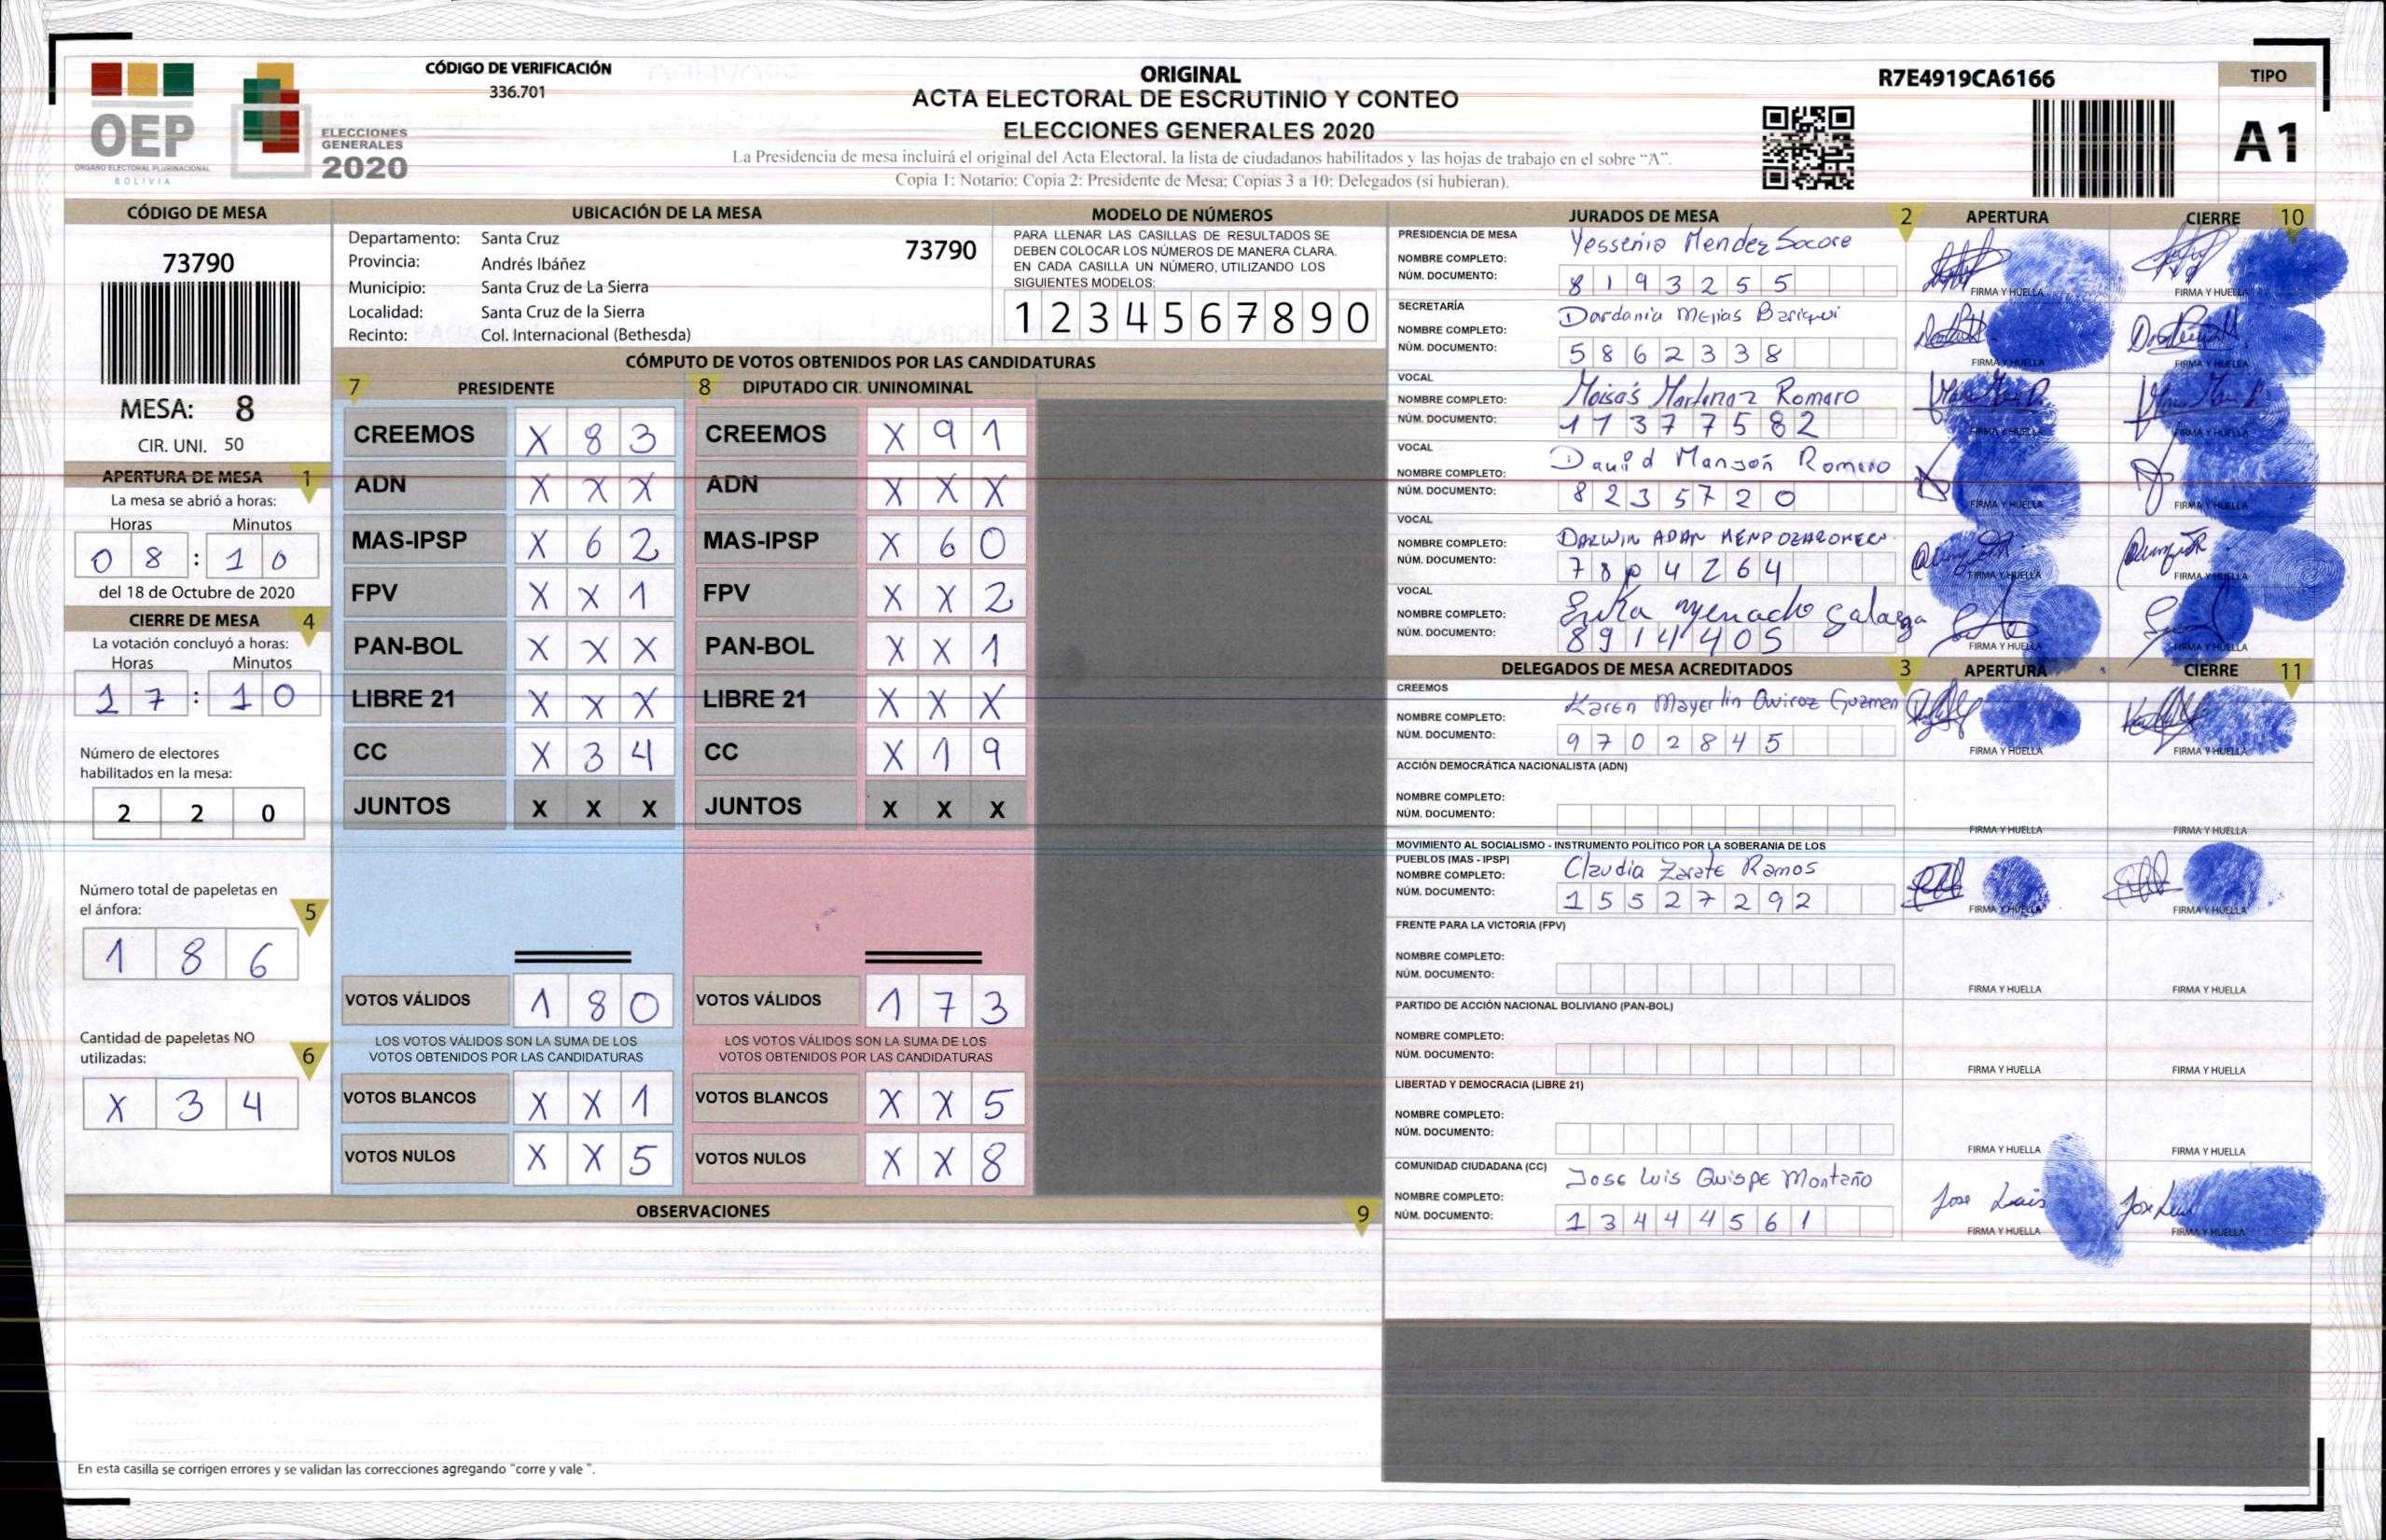 OEP
ÓRGANO ELECTORAL PLURINACIONAL
BOLIVIA
ELECCIONES
GENERALES
2020
CÓDIGO DE VERIFICACIÓN
336.701
ORIGINAL
ACTA ELECTORAL DE ESCRUTINIO Y CONTEO
ELECCIONES GENERALES 2020
La Presidencia de mesa incluirá el original del Acta Electoral, la lista de ciudadanos habilitados y las hojas de trabajo en el sobre "A".
Copia 1: Notario: Copia 2: Presidente de Mesa: Copias 3 a 10: Delegados (si hubieran).
R7E4919CA6166
TIPO
A1
CÓDIGO DE MESA
73790
MESA: 8
CIR. UNI. 50
APERTURA DE MESA 1
La mesa se abrió a horas:
Horas Minutos
0 8 : 1 0
del 18 de Octubre de 2020
CIERRE DE MESA 4
La votación concluyó a horas:
Horas Minutos
1 7 : 1 0
Número de electores
habilitados en la mesa:
2 2 0
Número total de papeletas en
el ánfora: 5
1 8 6
Cantidad de papeletas NO
utilizadas: 6
X 3 4
UBICACIÓN DE LA MESA
Departamento: Santa Cruz
73790
Provincia: Andrés Ibáñez
Municipio: Santa Cruz de La Sierra
Localidad: Santa Cruz de la Sierra
Recinto: Col. Internacional (Bethesda)
MODELO DE NÚMEROS
PARA LLENAR LAS CASILLAS DE RESULTADOS SE
DEBEN COLOCAR LOS NÚMEROS DE MANERA CLARA.
EN CADA CASILLA UN NÚMERO, UTILIZANDO LOS
SIGUIENTES MODELOS:
1 2 3 4 5 6 7 8 9 0
CÓMPUTO DE VOTOS OBTENIDOS POR LAS CANDIDATURAS
7 PRESIDENTE 8 DIPUTADO CIR. UNINOMINAL
CREEMOS X 8 3 CREEMOS X 9 1
ADN X X X ADN X X X
MAS-IPSP X 6 2 MAS-IPSP X 6 0
FPV X X 1 FPV X X 2
PAN-BOL X X X PAN-BOL X X 1
LIBRE 21 X X X LIBRE 21 X X X
CC X 3 4 CC X 1 9
JUNTOS X X X JUNTOS X X X
VOTOS VÁLIDOS 1 8 0 VOTOS VÁLIDOS 1 7 3
LOS VOTOS VÁLIDOS SON LA SUMA DE LOS LOS VOTOS VÁLIDOS SON LA SUMA DE LOS
VOTOS OBTENIDOS POR LAS CANDIDATURAS VOTOS OBTENIDOS POR LAS CANDIDATURAS
VOTOS BLANCOS X X 1 VOTOS BLANCOS X X 5
VOTOS NULOS X X 5 VOTOS NULOS X X 8
OBSERVACIONES 9
En esta casilla se corrigen errores y se validan las correcciones agregando "corre y vale ".
JURADOS DE MESA 2 APERTURA CIERRE 10
PRESIDENCIA DE MESA
NOMBRE COMPLETO: Yessenia Mendez Socore
NÚM. DOCUMENTO: 8 1 9 3 2 5 5
FIRMA Y HUELLA FIRMA Y HUELLA
SECRETARÍA
NOMBRE COMPLETO: Dardania Mejias
NÚM. DOCUMENTO: 5 8 6 2 3 3 8
FIRMA Y HUELLA FIRMA Y HUELLA
VOCAL
NOMBRE COMPLETO: Moisés Martinez Romero
NÚM. DOCUMENTO: 1 1 3 7 7 5 8 2
FIRMA Y HUELLA FIRMA Y HUELLA
VOCAL
NOMBRE COMPLETO: David Romero
NÚM. DOCUMENTO: 8 2 3 5 7 2 0
FIRMA Y HUELLA FIRMA Y HUELLA
VOCAL
NOMBRE COMPLETO: DARWIN ADAN
NÚM. DOCUMENTO: 7 8 0 4 2 6 4
FIRMA Y HUELLA FIRMA Y HUELLA
VOCAL
NOMBRE COMPLETO: Erika
NÚM. DOCUMENTO: 8 9 1 4 4 0 5
FIRMA Y HUELLA FIRMA Y HUELLA
DELEGADOS DE MESA ACREDITADOS 3 APERTURA CIERRE 11
CREEMOS
NOMBRE COMPLETO: Karen Mayerlin Quiroz Guzman
NÚM. DOCUMENTO: 9 7 0 2 8 4 5
FIRMA Y HUELLA FIRMA Y HUELLA
ACCIÓN DEMOCRÁTICA NACIONALISTA (ADN)
NOMBRE COMPLETO:
NÚM. DOCUMENTO:
FIRMA Y HUELLA FIRMA Y HUELLA
MOVIMIENTO AL SOCIALISMO - INSTRUMENTO POLÍTICO POR LA SOBERANIA DE LOS
PUEBLOS (MAS - IPSP)
NOMBRE COMPLETO: Claudia Zarate Ramos
NÚM. DOCUMENTO: 1 5 5 2 7 2 9 2
FIRMA Y HUELLA FIRMA Y HUELLA
FRENTE PARA LA VICTORIA (FPV)
NOMBRE COMPLETO:
NÚM. DOCUMENTO:
FIRMA Y HUELLA FIRMA Y HUELLA
PARTIDO DE ACCIÓN NACIONAL BOLIVIANO (PAN-BOL)
NOMBRE COMPLETO:
NÚM. DOCUMENTO:
FIRMA Y HUELLA FIRMA Y HUELLA
LIBERTAD Y DEMOCRACIA (LIBRE 21)
NOMBRE COMPLETO:
NÚM. DOCUMENTO:
FIRMA Y HUELLA FIRMA Y HUELLA
COMUNIDAD CIUDADANA (CC)
NOMBRE COMPLETO: Jose Luis Quispe Montaño
NÚM. DOCUMENTO: 1 3 4 4 4 5 6 1
Jose Luis Jose Luis
FIRMA Y HUELLA FIRMA Y HUELLA